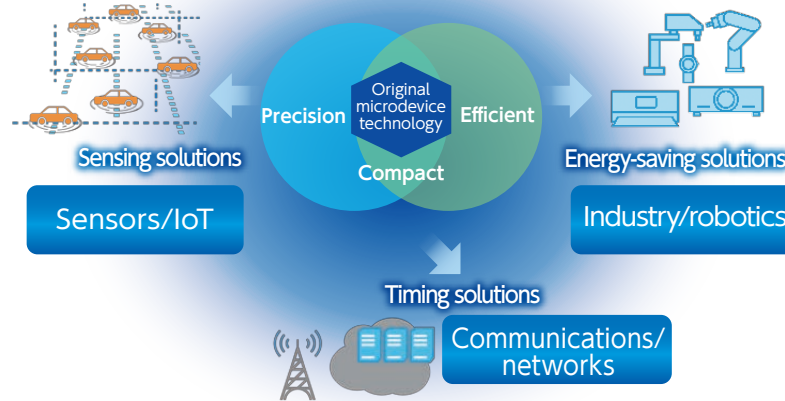 Original
microdevice
technology
Precision
Efficient
Compact
Sensing solutions
Energy-saving solutions
Sensors/IoT
Industry/robotics
Timing solutions
Communications/
networks